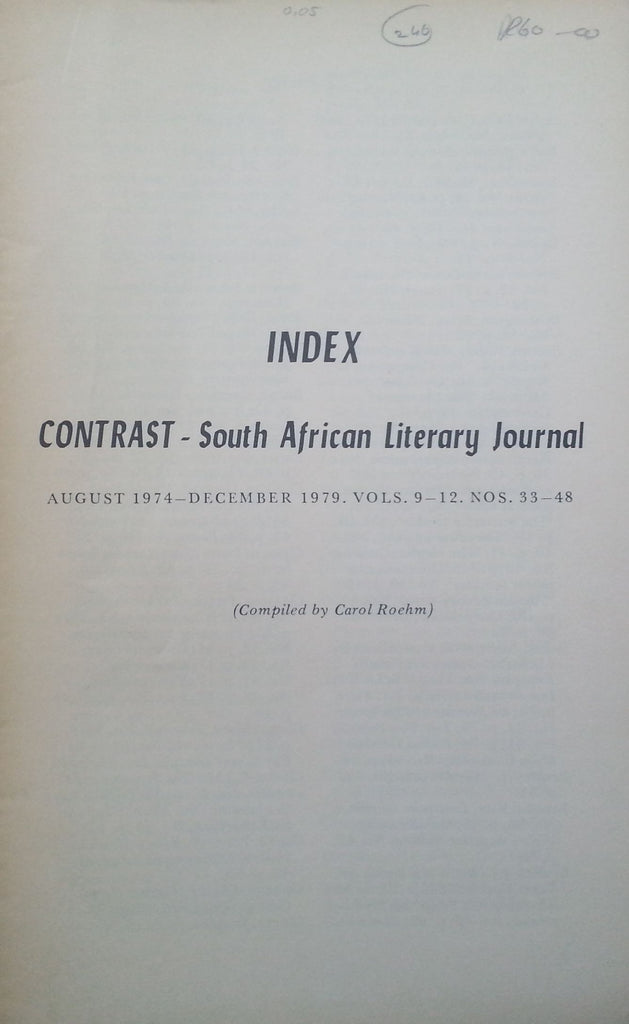 0.05
246
R60 -00
INDEX
CONTRAST - South African Literary Journal
AUGUST 1974–DECEMBER 1979. VOLS. 9–12. NOS. 33–48
(Compiled by Carol Roehm)